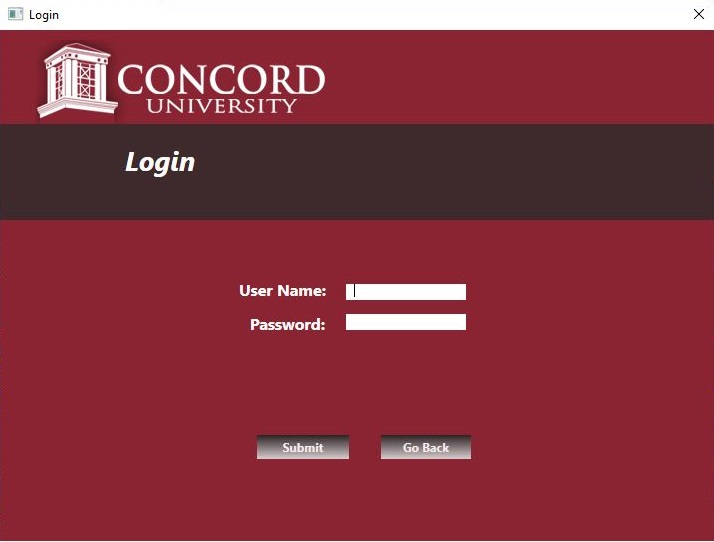 Login
CONCORD
UNIVERSITY
Login
User Name:
Password:
Submit
Go Back